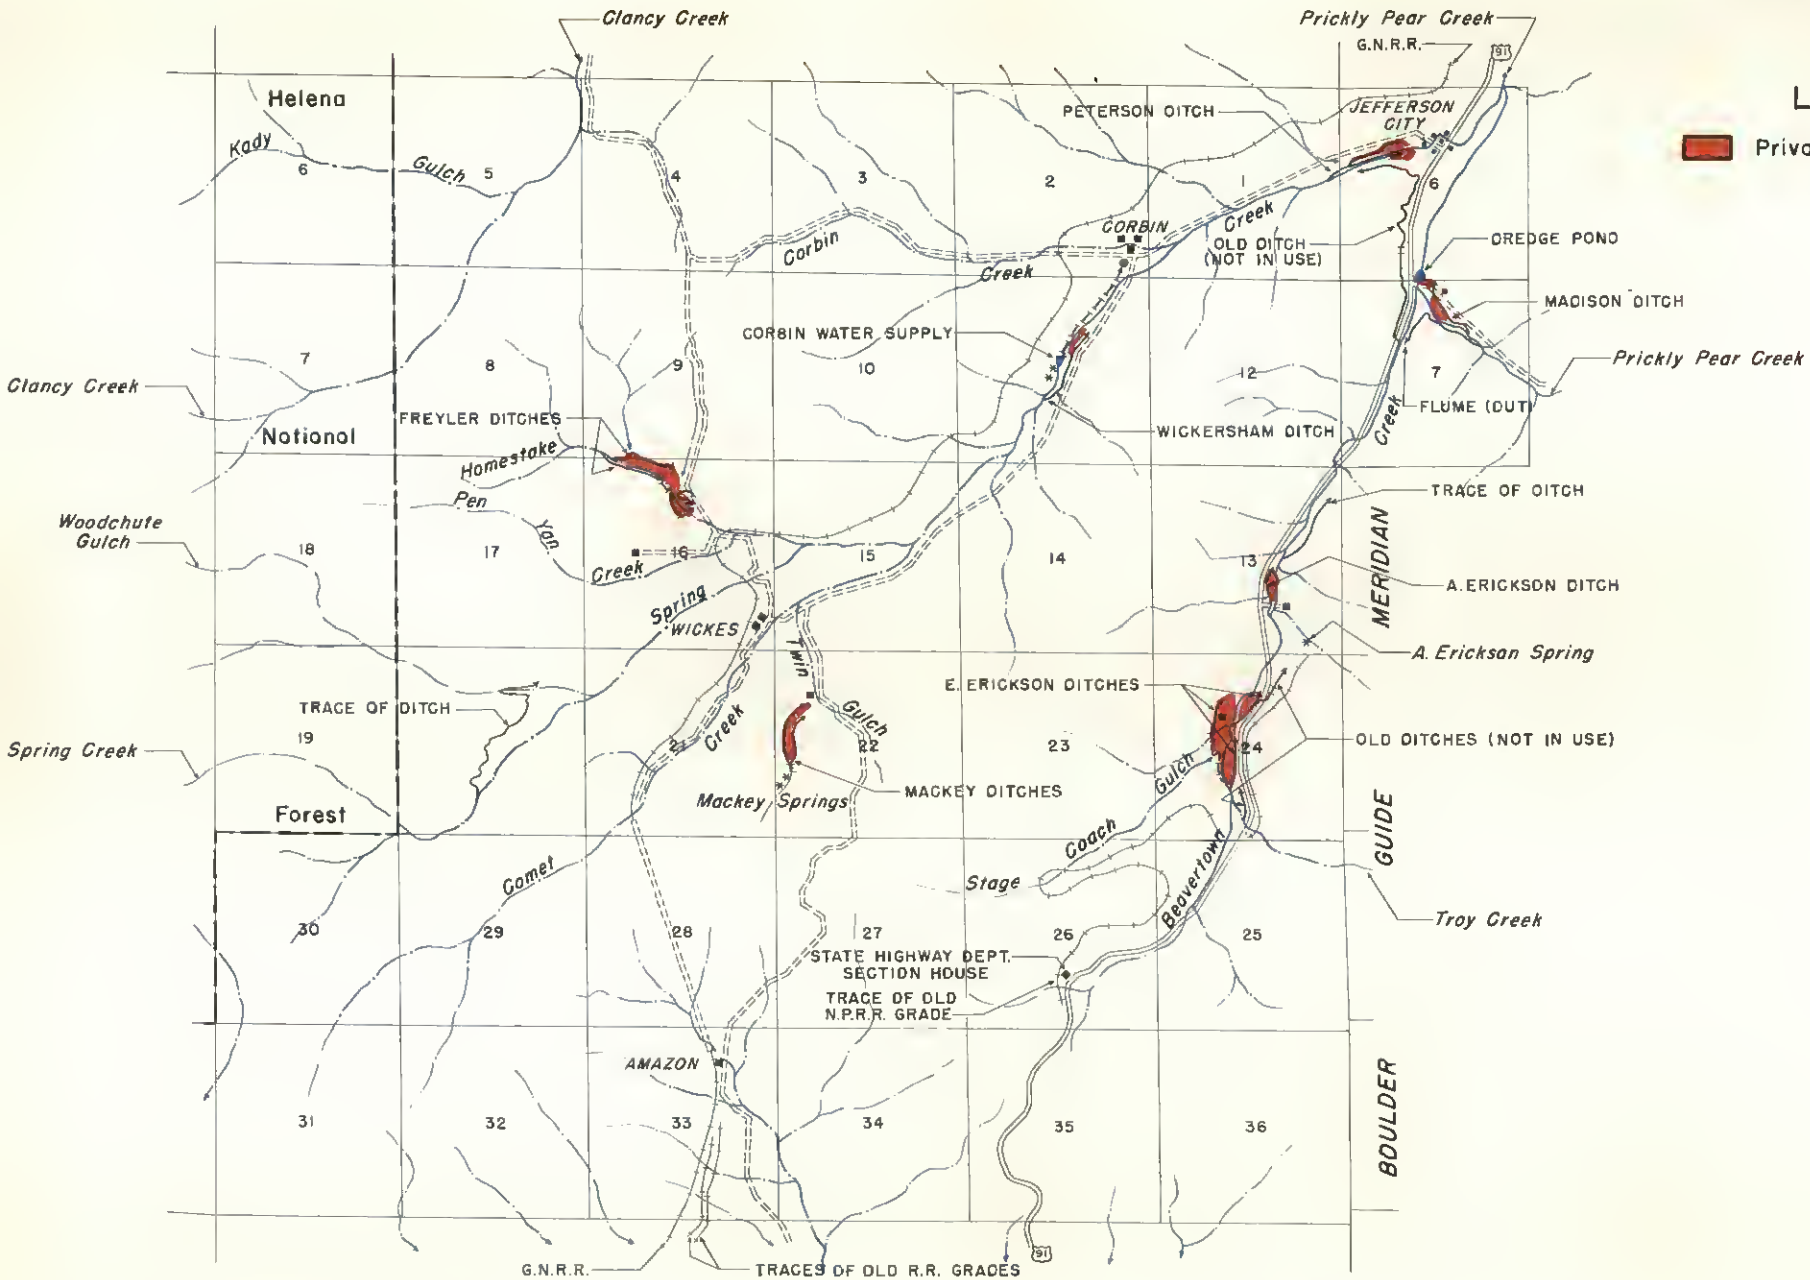 Clancy Creek
Prickly Pear Creek
G.N.R.R.
91
L
Helena
PETERSON DITCH
JEFFERSON
CITY
Priva
Kady
Gulch
6
5
4
3
2
1
6
CORBIN
Creek
Corbin
Creek
OLD DITCH
(NOT IN USE)
DREDGE POND
MADISON DITCH
CORBIN WATER SUPPLY
7
8
9
10
12
7
Prickly Pear Creek
Clancy Creek
FREYLER DITCHES
FLUME (OUT)
Creek
National
WICKERSHAM DITCH
Homestake
Pen
Yan
Creek
TRACE OF DITCH
Woodchute
Gulch
18
17
16
15
14
13
MERIDIAN
A. ERICKSON DITCH
Spring
WICKES
Twin
A. Erickson Spring
E. ERICKSON DITCHES
TRACE OF DITCH
Gulch
Creek
19
21
22
23
24
OLD DITCHES (NOT IN USE)
Spring Creek
Gulch
Mackey Springs
MACKEY DITCHES
Forest
GUIDE
Coach
Comet
Stage
Beavertown
Troy Creek
30
29
28
27
26
25
STATE HIGHWAY DEPT.
SECTION HOUSE
TRACE OF OLD
N.P.R.R. GRADE
AMAZON
BOULDER
31
32
33
34
35
36
91
G.N.R.R.
TRACES OF OLD R.R. GRADES